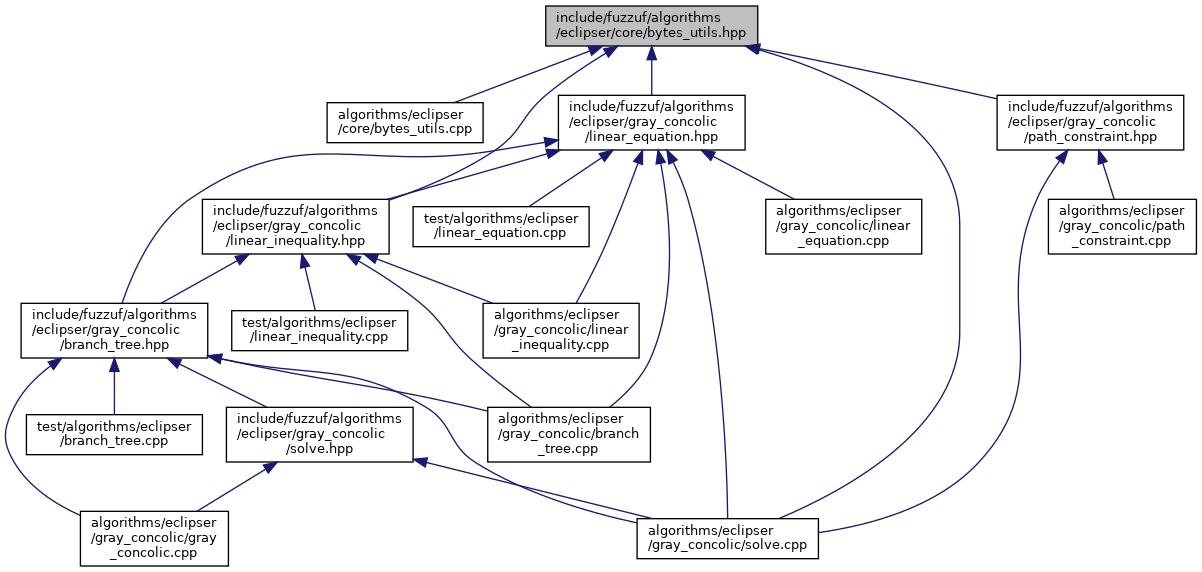 include/fuzzuf/algorithms
/eclipser/core/bytes_utils.hpp
algorithms/eclipser
/core/bytes_utils.cpp
include/fuzzuf/algorithms
/eclipser/gray_concolic
/linear_equation.hpp
include/fuzzuf/algorithms
/eclipser/gray_concolic
/path_constraint.hpp
include/fuzzuf/algorithms
/eclipser/gray_concolic
/linear_inequality.hpp
test/algorithms/eclipser
/linear_equation.cpp
algorithms/eclipser
/gray_concolic/linear
_equation.cpp
algorithms/eclipser
/gray_concolic/path
_constraint.cpp
include/fuzzuf/algorithms
/eclipser/gray_concolic
/branch_tree.hpp
test/algorithms/eclipser
/linear_inequality.cpp
algorithms/eclipser
/gray_concolic/linear
_inequality.cpp
test/algorithms/eclipser
/branch_tree.cpp
include/fuzzuf/algorithms
/eclipser/gray_concolic
/solve.hpp
algorithms/eclipser
/gray_concolic/branch
_tree.cpp
algorithms/eclipser
/gray_concolic/gray
_concolic.cpp
algorithms/eclipser
/gray_concolic/solve.cpp